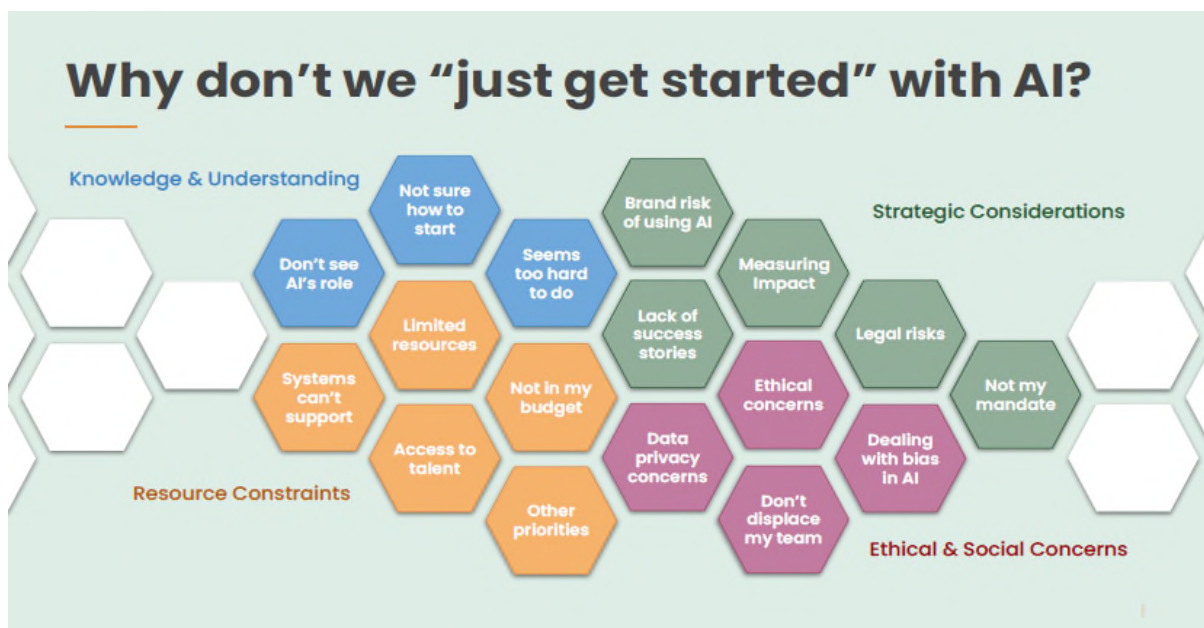 Why don’t we “just get started” with AI?
Knowledge & Understanding
Not sure
how to
start
Don’t see
AI’s role
Seems
too hard
to do
Brand risk
of using AI
Measuring
Impact
Strategic Considerations
Lack of
success
stories
Legal risks
Not my
mandate
Limited
resources
Systems
can’t
support
Not in my
budget
Access to
talent
Other
priorities
Resource Constraints
Ethical
concerns
Data
privacy
concerns
Dealing
with bias
in AI
Don’t
displace
my team
Ethical & Social Concerns